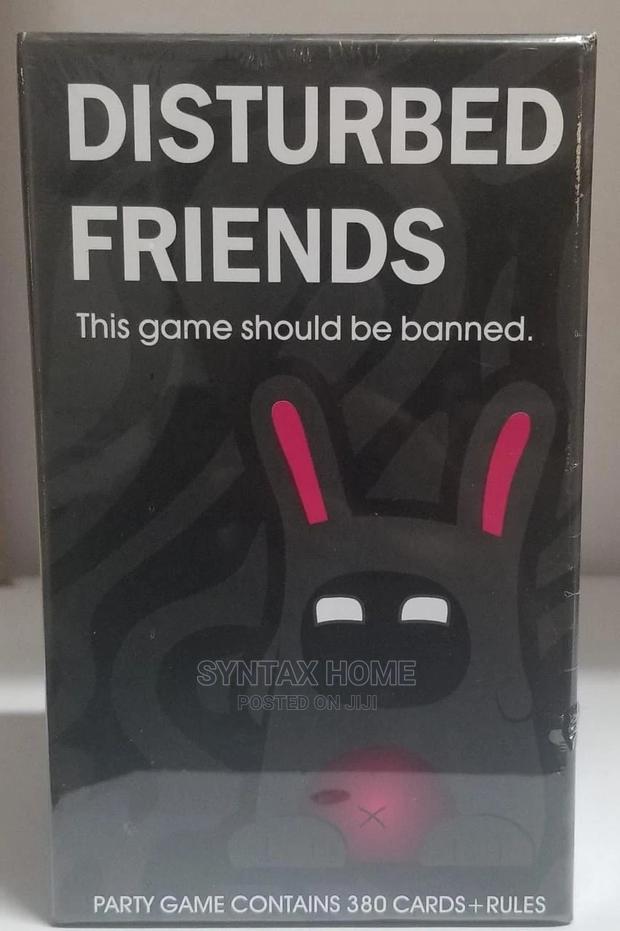 DISTURBED
FRIENDS
This game should be banned.
SYNTAX HOME
POSTED ON JIJI
PARTY GAME CONTAINS 380 CARDS+RULES